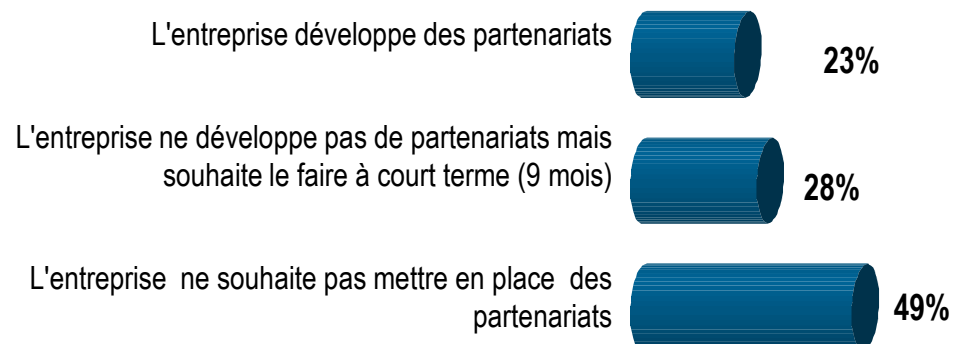 L'entreprise développe des partenariats
23%
L'entreprise ne développe pas de partenariats mais
souhaite le faire à court terme (9 mois)
28%
L'entreprise ne souhaite pas mettre en place des
partenariats
49%